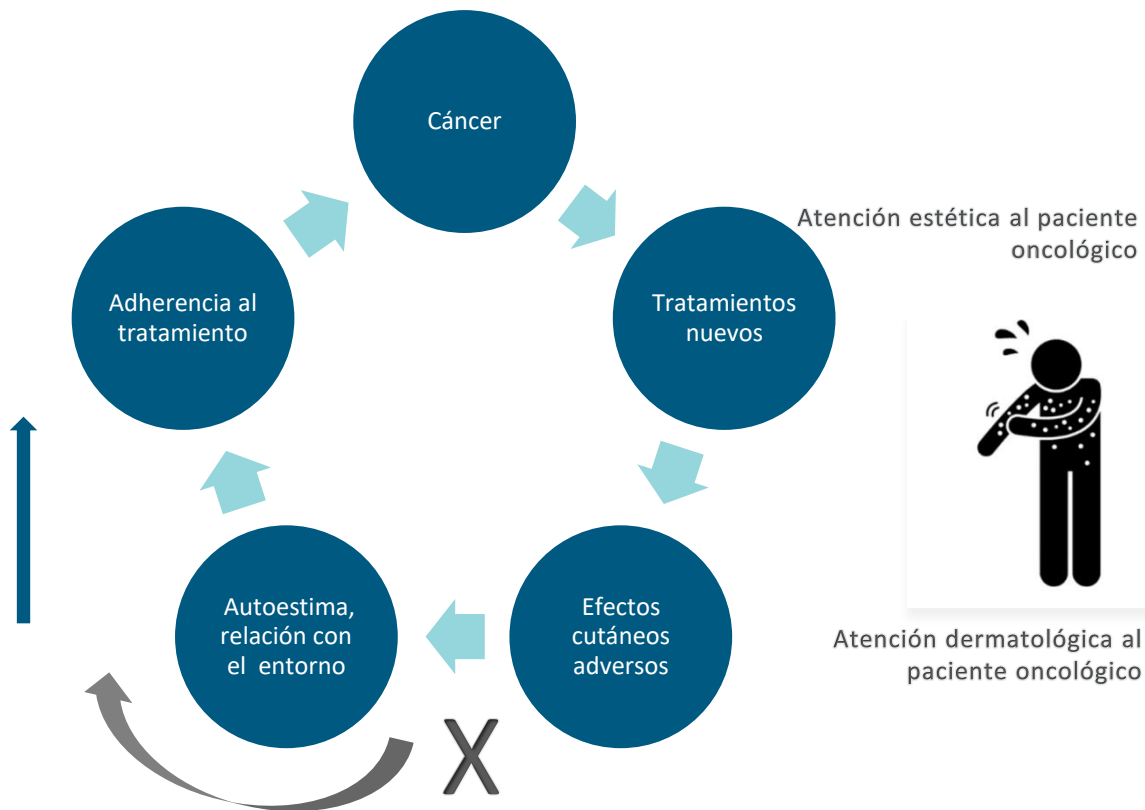 Cáncer
Atención estética al paciente
oncológico
Tratamientos
nuevos
Adherencia al
tratamiento
Efectos
cutáneos
adversos
Autoestima,
relación con
el entorno
Atención dermatológica al
paciente oncológico
X